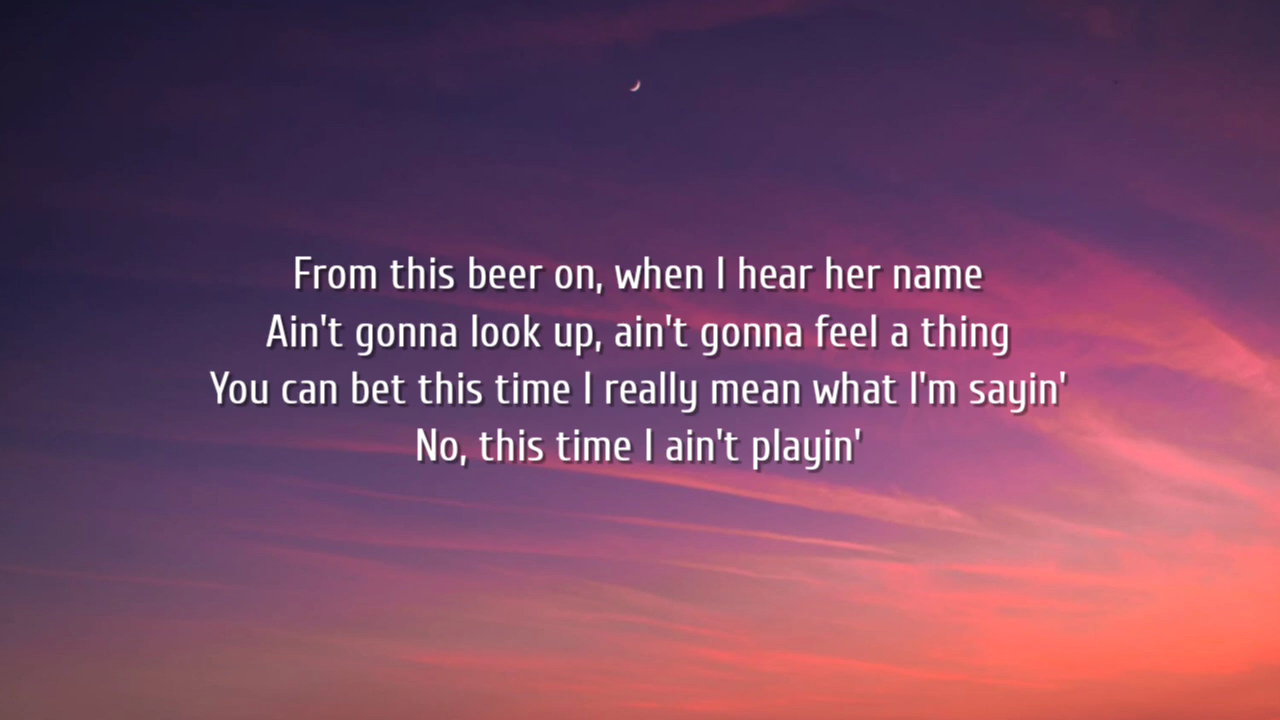 From this beer on, when I hear her name
Ain't gonna look up, ain't gonna feel a thing
You can bet this time I really mean what I'm sayin'
No, this time I ain't playin'